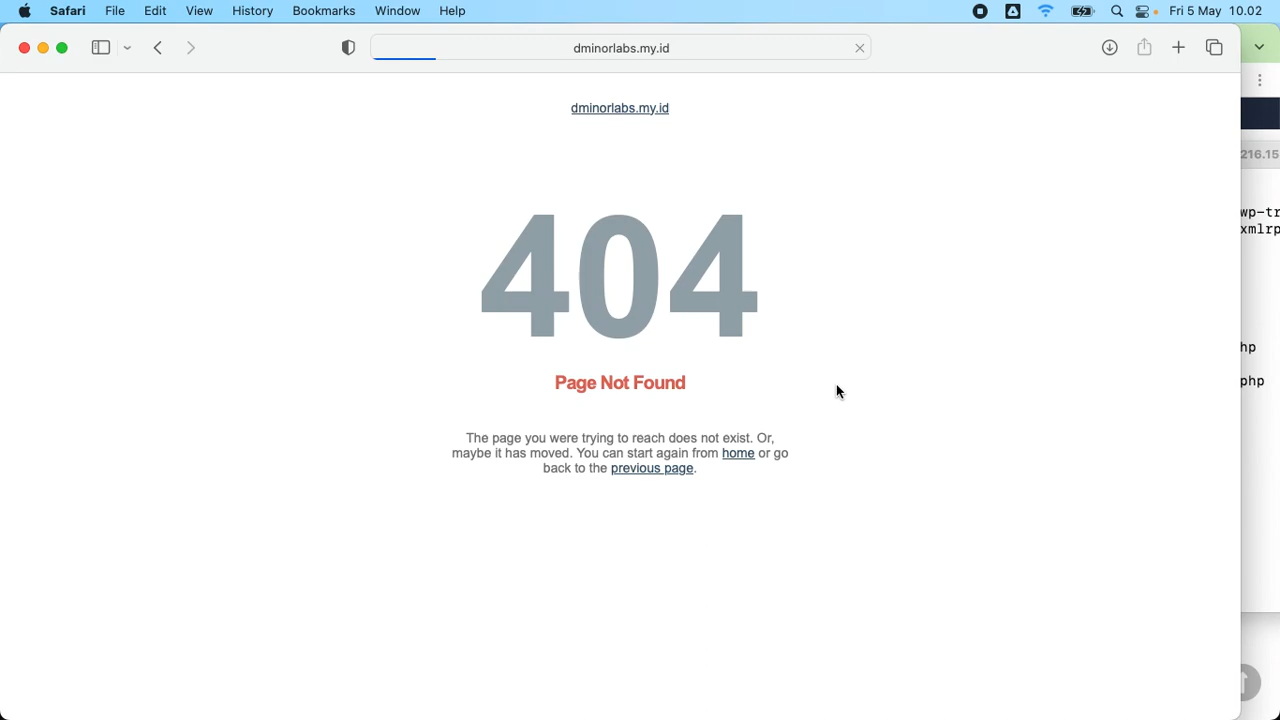 Safari File Edit View History Bookmarks Window Help Fri 5 May 10.02
dminorlabs.my.id
dminorlabs.my.id
216.15
404
wp-tr
xmlrp
hp
Page Not Found
php
The page you were trying to reach does not exist. Or,
maybe it has moved. You can start again from home or go
back to the previous page.